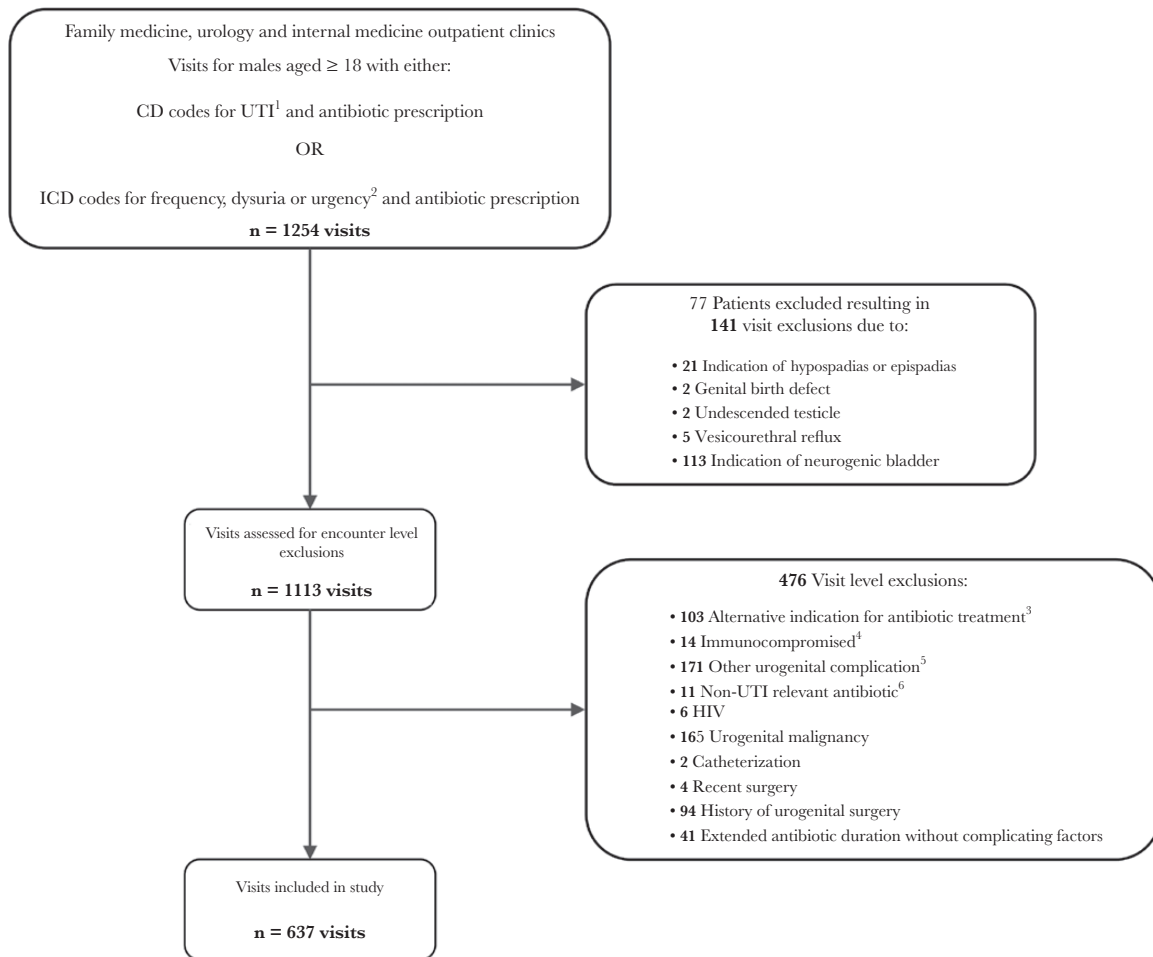 Family medicine, urology and internal medicine outpatient clinics
Visits for males aged ≥ 18 with either:
CD codes for UTI¹ and antibiotic prescription
OR
ICD codes for frequency, dysuria or urgency² and antibiotic prescription
n = 1254 visits
77 Patients excluded resulting in
141 visit exclusions due to:
• 21 Indication of hypospadias or epispadias
• 2 Genital birth defect
• 2 Undescended testicle
• 5 Vesicourethral reflux
• 113 Indication of neurogenic bladder
Visits assessed for encounter level
exclusions
n = 1113 visits
476 Visit level exclusions:
• 103 Alternative indication for antibiotic treatment³
• 14 Immunocompromised⁴
• 171 Other urogenital complication⁵
• 11 Non-UTI relevant antibiotic⁶
• 6 HIV
• 165 Urogenital malignancy
• 2 Catheterization
• 4 Recent surgery
• 94 History of urogenital surgery
• 41 Extended antibiotic duration without complicating factors
Visits included in study
n = 637 visits